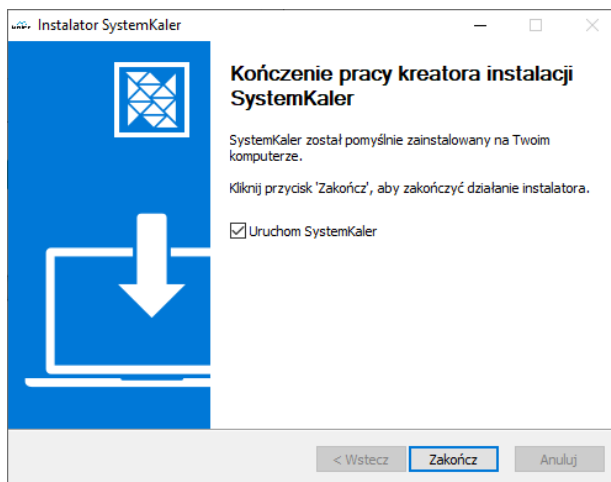 Instalator SystemKaler
Kończenie pracy kreatora instalacji
SystemKaler
SystemKaler został pomyślnie zainstalowany na Twoim
komputerze.
Kliknij przycisk 'Zakończ', aby zakończyć działanie instalatora.
Uruchom SystemKaler
< Wstecz
Zakończ
Anuluj